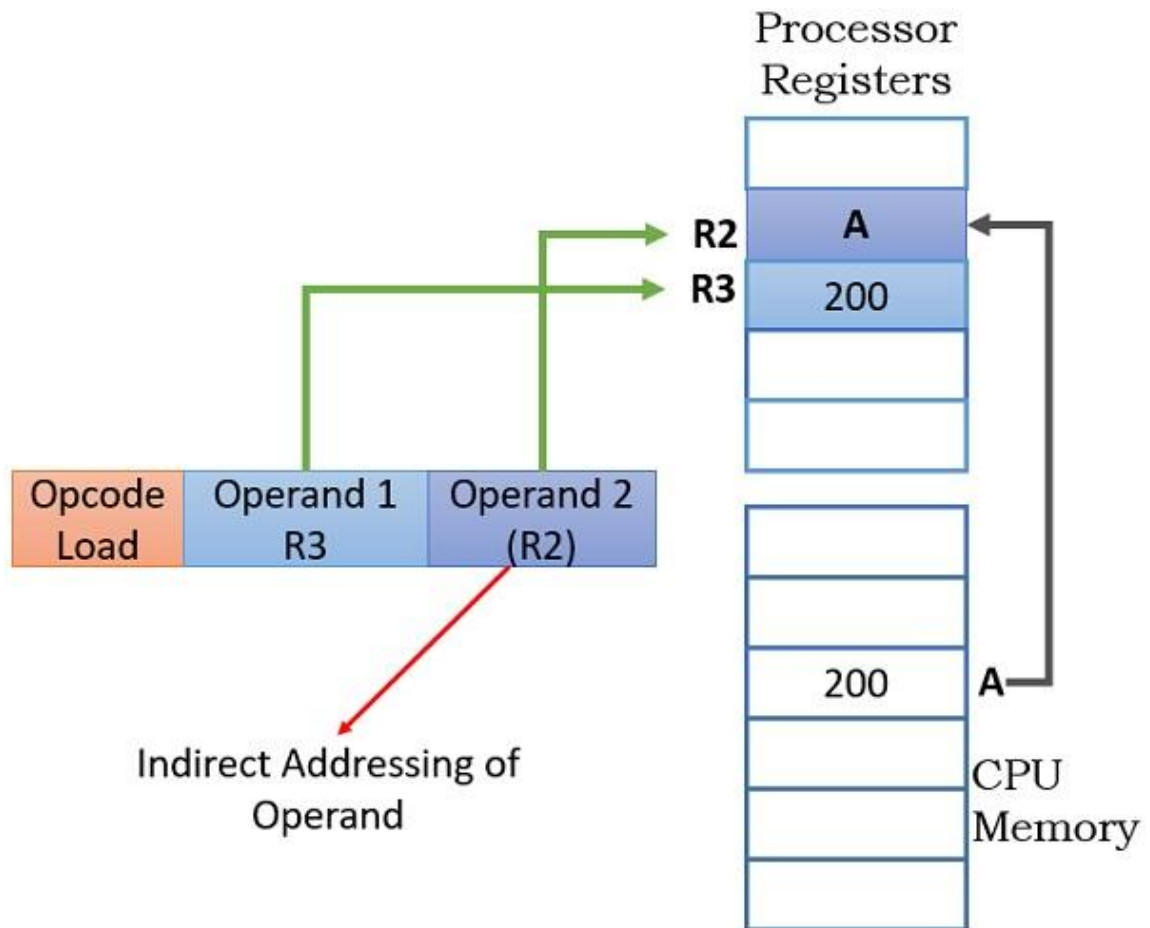 Processor
Registers
R2
A
R3
200
Opcode
Load
Operand 1
R3
Operand 2
(R2)
200
A
Indirect Addressing of
Operand
CPU
Memory